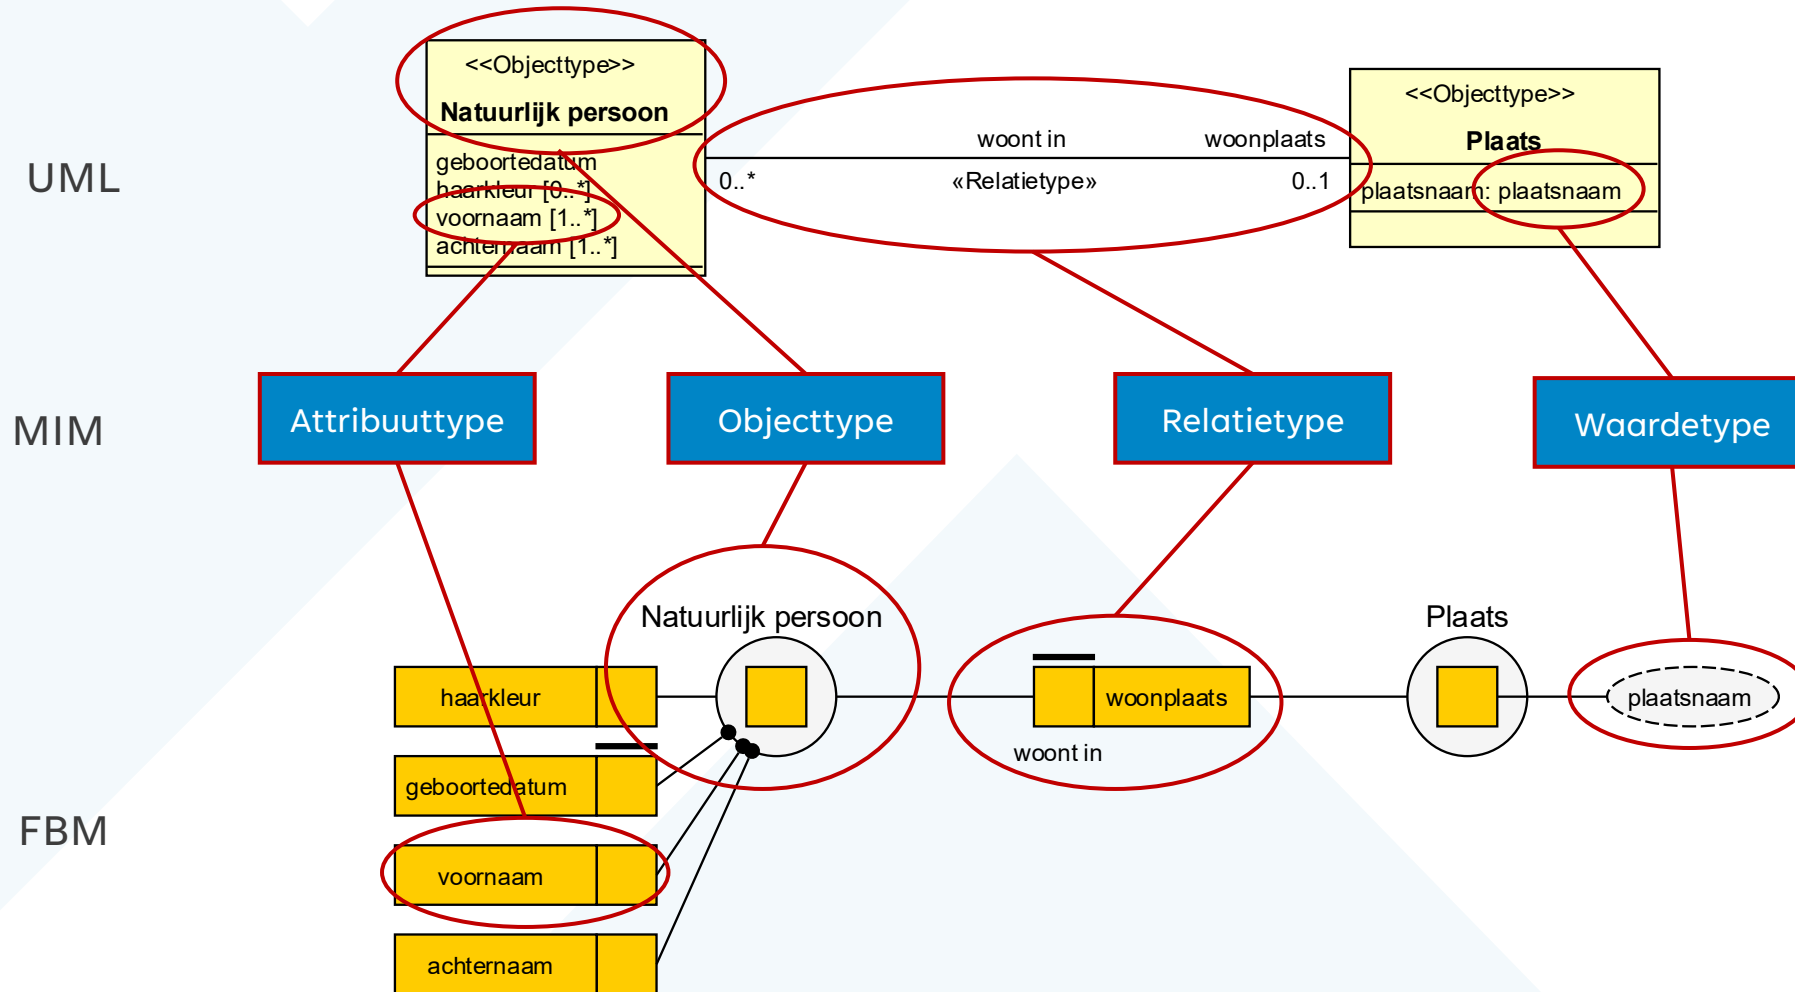 UML
<<Objecttype>>
Natuurlijk persoon
geboortedatum
haarkleur [0..*]
voornaam [1..*]
achternaam [1..*]
woont in
woonplaats
0..*
«Relatietype»
0..1
<<Objecttype>>
Plaats
plaatsnaam: plaatsnaam
MIM
Attribuuttype
Objecttype
Relatietype
Waardetype
FBM
Natuurlijk persoon
Plaats
haarkleur
woonplaats
plaatsnaam
woont in
geboortedatum
voornaam
achternaam